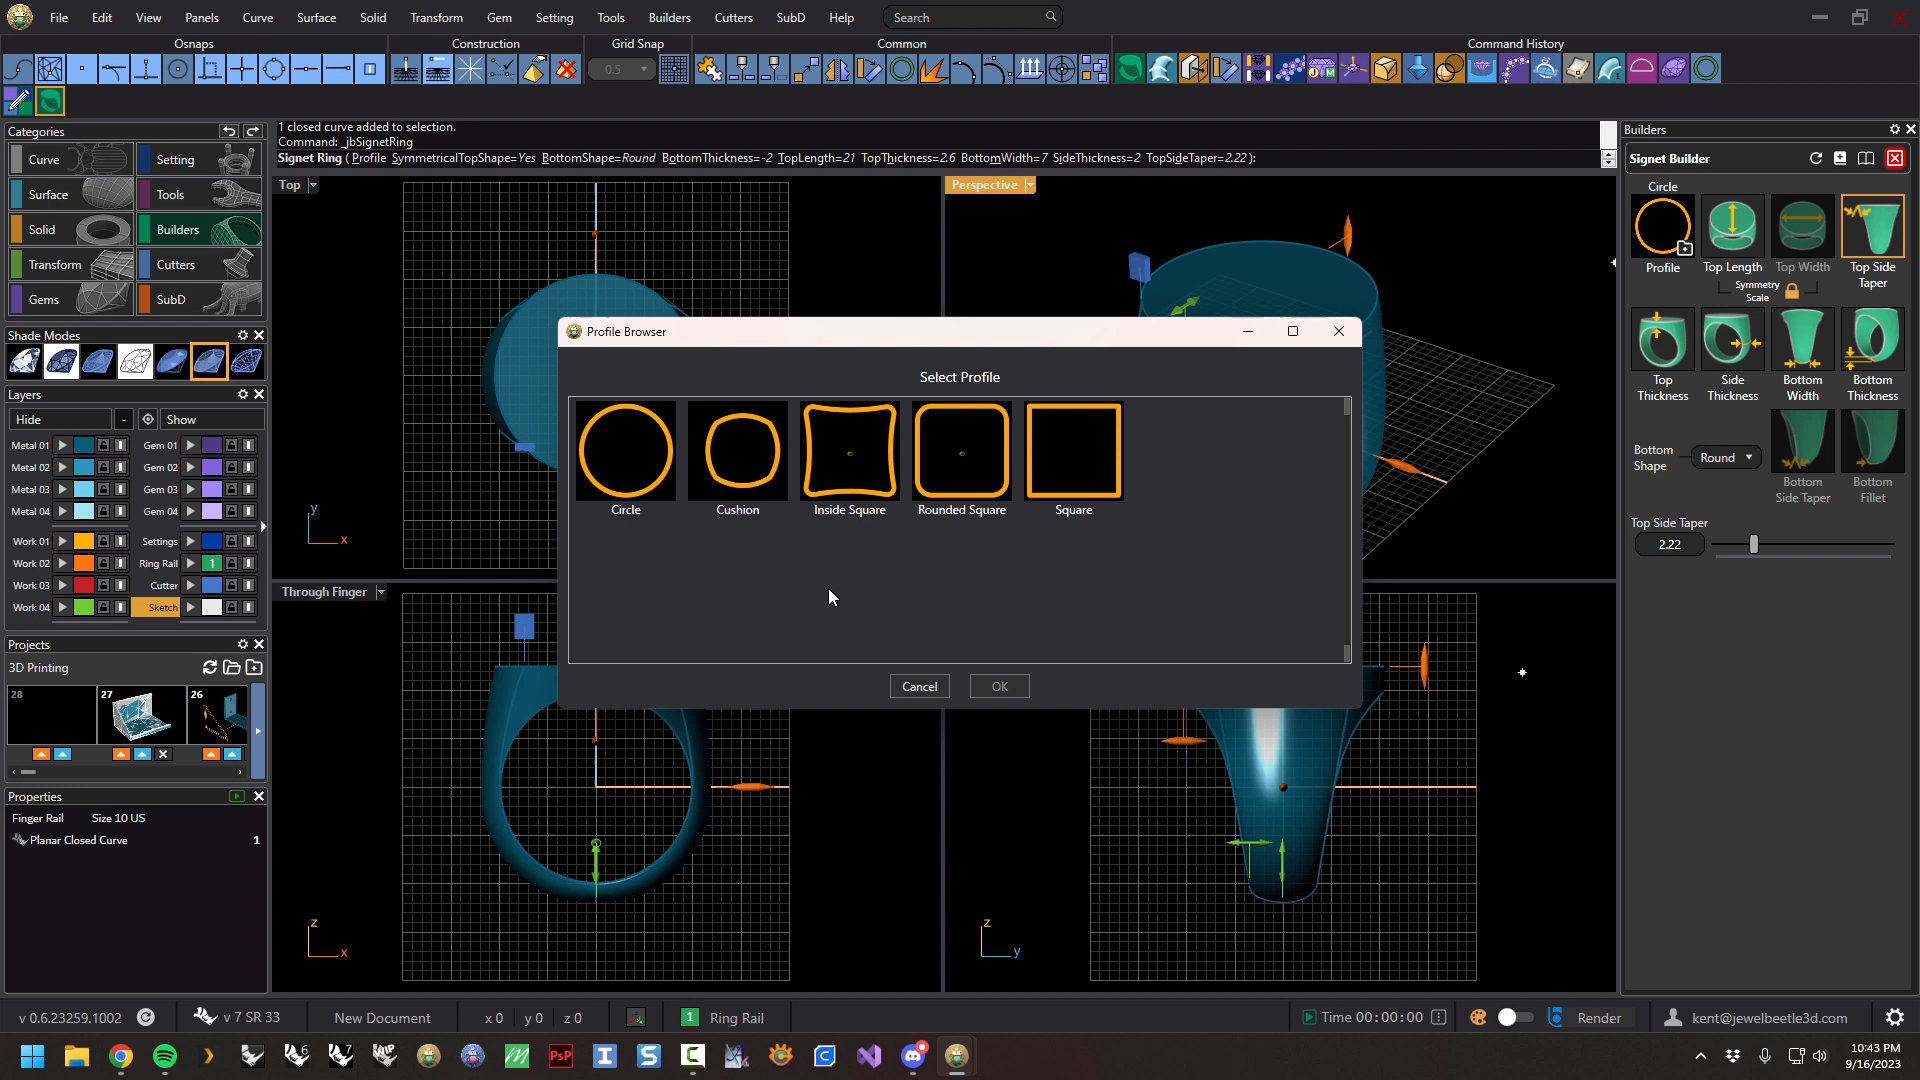 File Edit View Panels Curve Surface Solid Transform Gem Setting Tools Builders Cutters SubD Help Search
Osnaps Construction Grid Snap Common Command History
0.5
Categories
Curve Setting
Surface Tools
Solid Builders
Transform Cutters
Gems SubD
Shade Modes
Layers
Hide - Show
Metal 01 Gem 01
Metal 02 Gem 02
Metal 03 Gem 03
Metal 04 Gem 04
Work 01 Settings
Work 02 Ring Rail 1
Work 03 Cutter
Work 04 Sketch
Projects
3D Printing
28 27 26
Properties
Finger Rail Size 10 US
Planar Closed Curve 1
1 closed curve added to selection.
Command: _jbSignetRing
Signet Ring ( Profile SymmetricalTopShape=Yes BottomShape=Round BottomThickness=-2 TopLength=21 TopThickness=2.6 BottomWidth=7 SideThickness=2 TopSideTaper=2.22 ):
Top
Perspective
y
x
Through Finger
z
x
z
y
Profile Browser
Select Profile
Circle Cushion Inside Square Rounded Square Square
Cancel OK
Builders
Signet Builder
Circle
Profile Top Length Top Width Top Side Taper
Symmetry Scale
Top Thickness Side Thickness Bottom Width Bottom Thickness
Bottom Shape Round
Bottom Side Taper Bottom Fillet
Top Side Taper
2.22
v 0.6.23259.1002 v 7 SR 33 New Document x 0 y 0 z 0 1 Ring Rail Time 00:00:00 Render kent@jewelbeetle3d.com
10:43 PM
9/16/2023